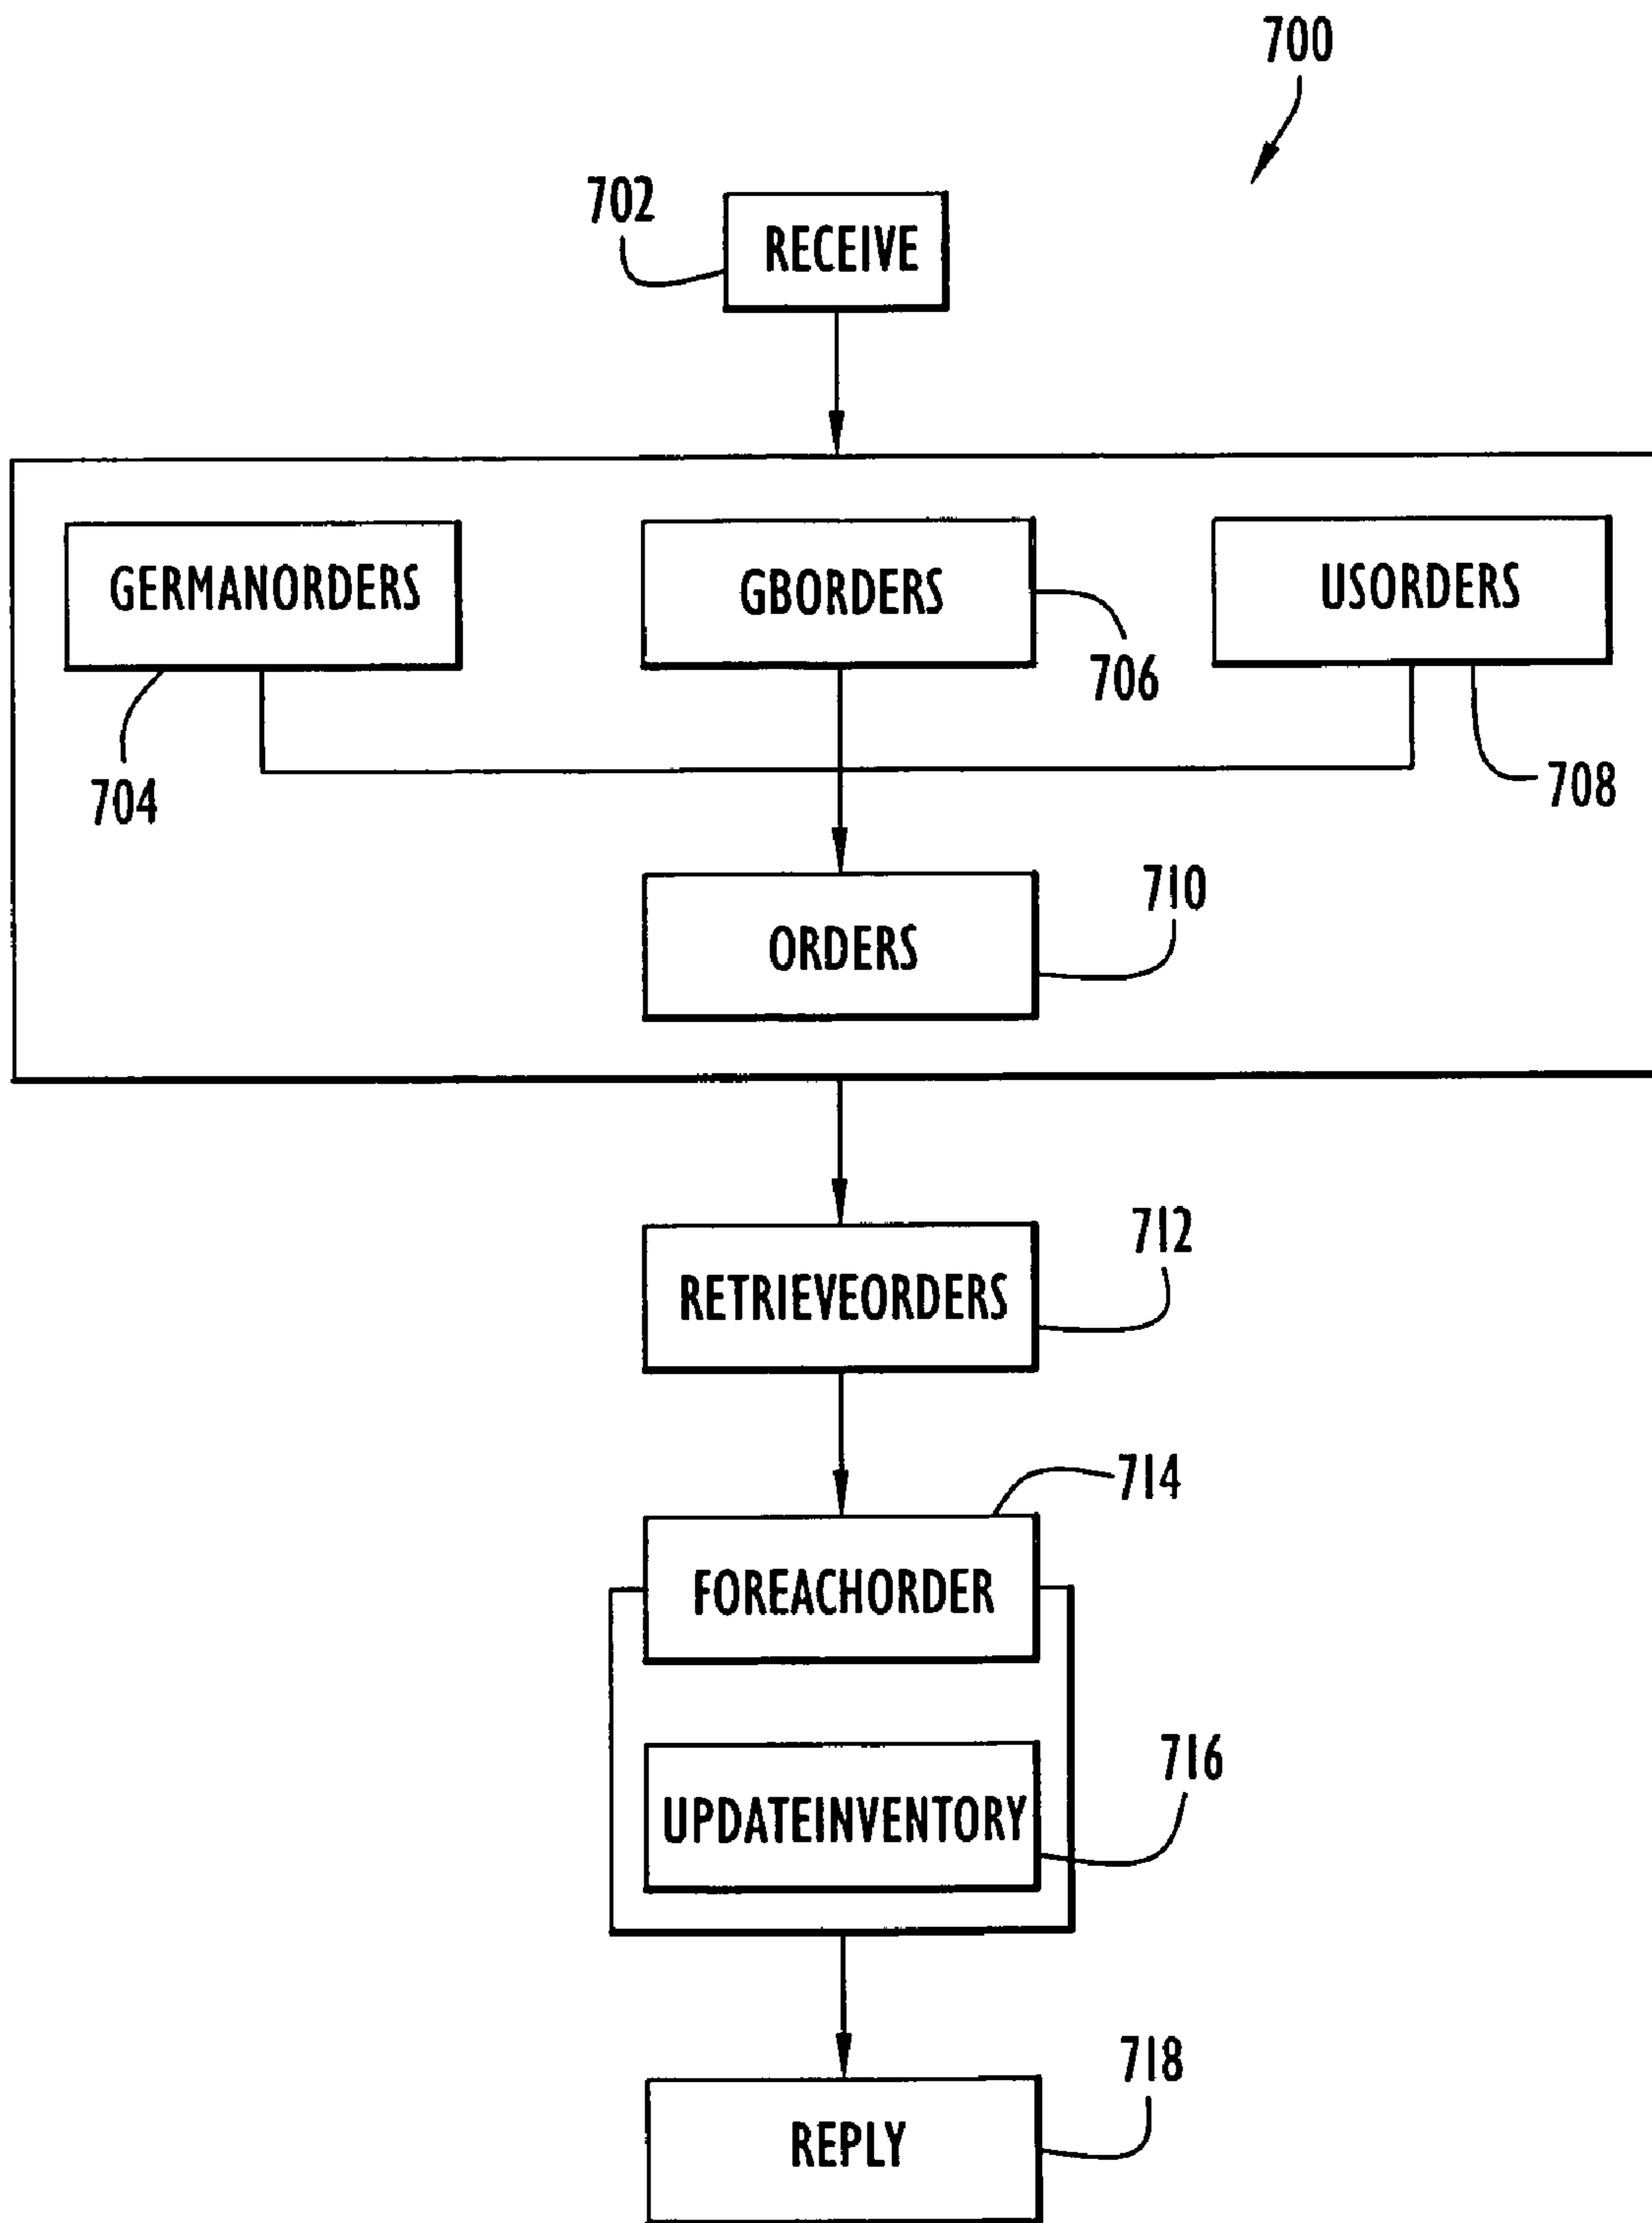 700
702
RECEIVE
GERMANORDERS
GBORDERS
USORDERS
706
704
708
710
ORDERS
712
RETRIEVEORDERS
714
FOREACHORDER
716
UPDATEINVENTORY
718
REPLY